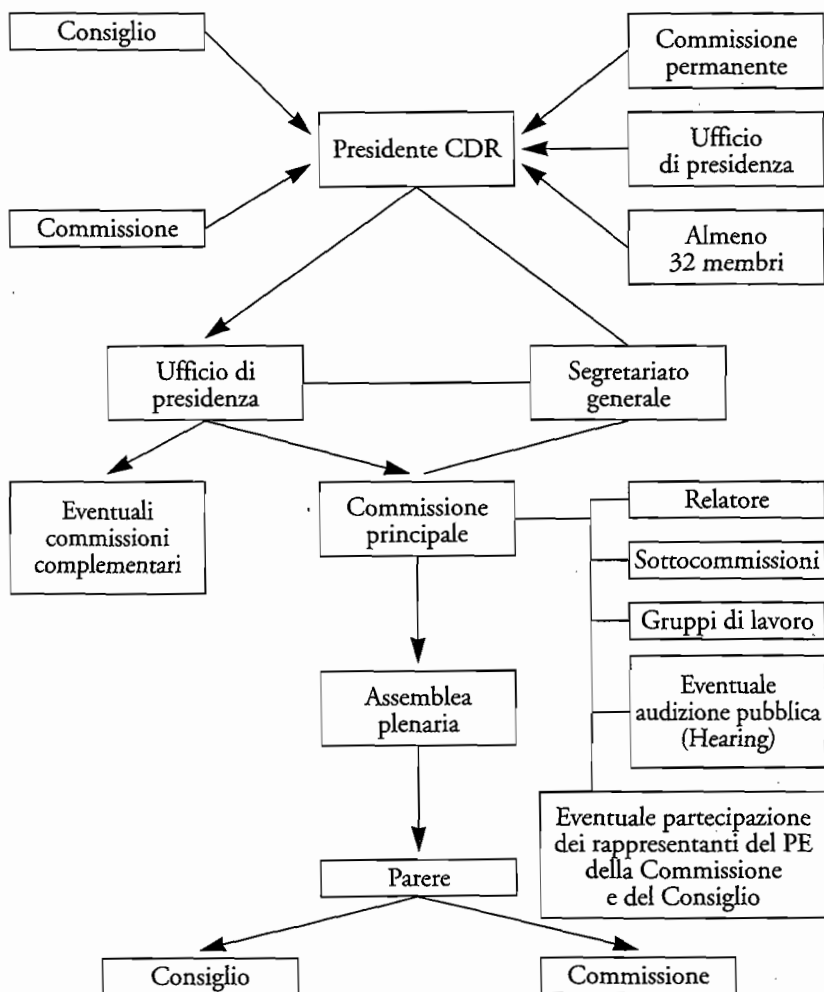 Consiglio
Commissione
permanente
Presidente CDR
Ufficio
di presidenza
Commissione
Almeno
32 membri
Ufficio di
presidenza
Segretariato
generale
Eventuali
commissioni
complementari
Commissione
principale
Relatore
Sottocommissioni
Gruppi di lavoro
Eventuale
audizione pubblica
(Hearing)
Assemblea
plenaria
Eventuale partecipazione
dei rappresentanti del PE
della Commissione
e del Consiglio
Parere
Consiglio
Commissione